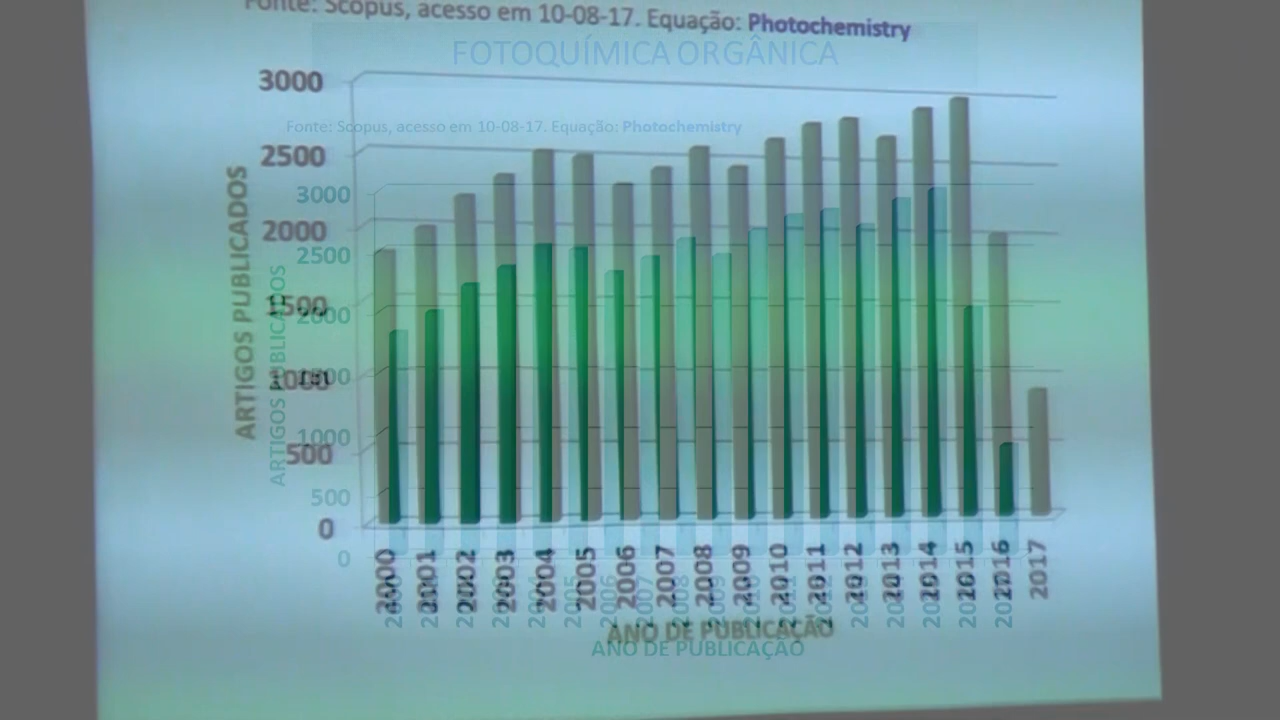 Fonte: Scopus, acesso em 10-08-17. Equação: Photochemistry
FOTOQUÍMICA ORGÂNICA
Fonte: Scopus, acesso em 10-08-17. Equação: Photochemistry
3000
2500
2000
1500
1000
500
0
ARTIGOS PUBLICADOS
3000
2500
2000
1500
1000
500
0
ARTIGOS PUBLICADOS
2000 2001 2002 2003 2004 2005 2006 2007 2008 2009 2010 2011 2012 2013 2014 2015 2016 2017
ANO DE PUBLICAÇÃO
ANO DE PUBLICAÇÃO